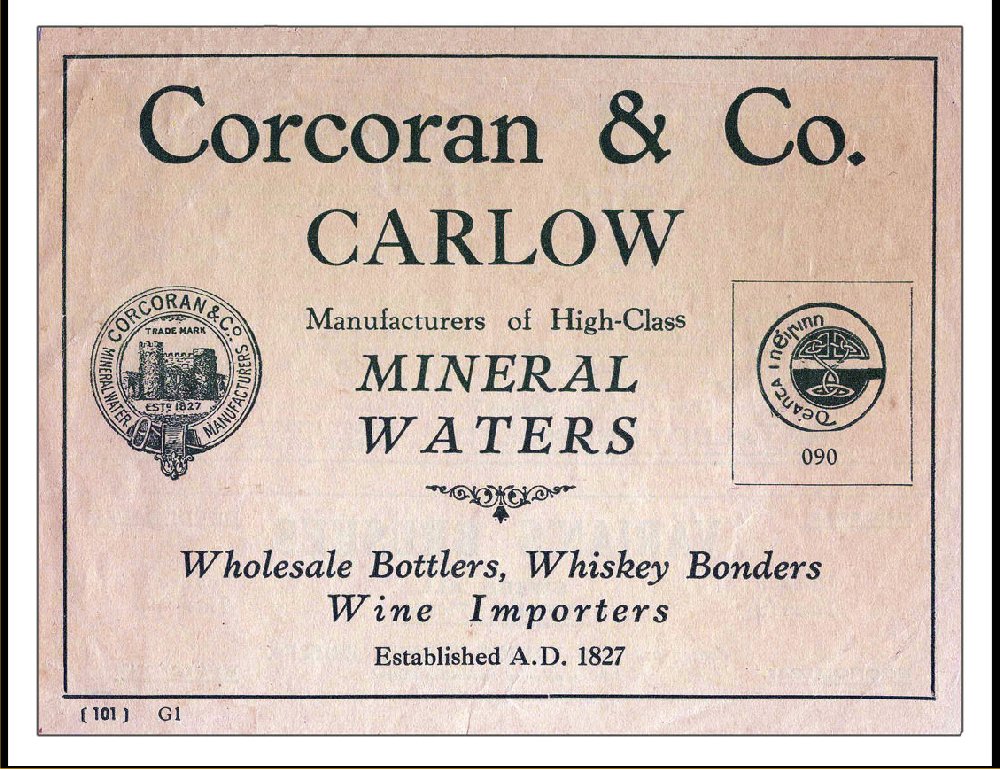 Corcoran & Co.
CARLOW
CORCORAN & Co.
MINERAL WATER MANUFACTURERS
TRADE MARK
ESTD 1827
Manufacturers of High-Class
MINERAL
WATERS
Déanta i nÉirinn
090
Wholesale Bottlers, Whiskey Bonders
Wine Importers
Established A.D. 1827
( 101 ) G1